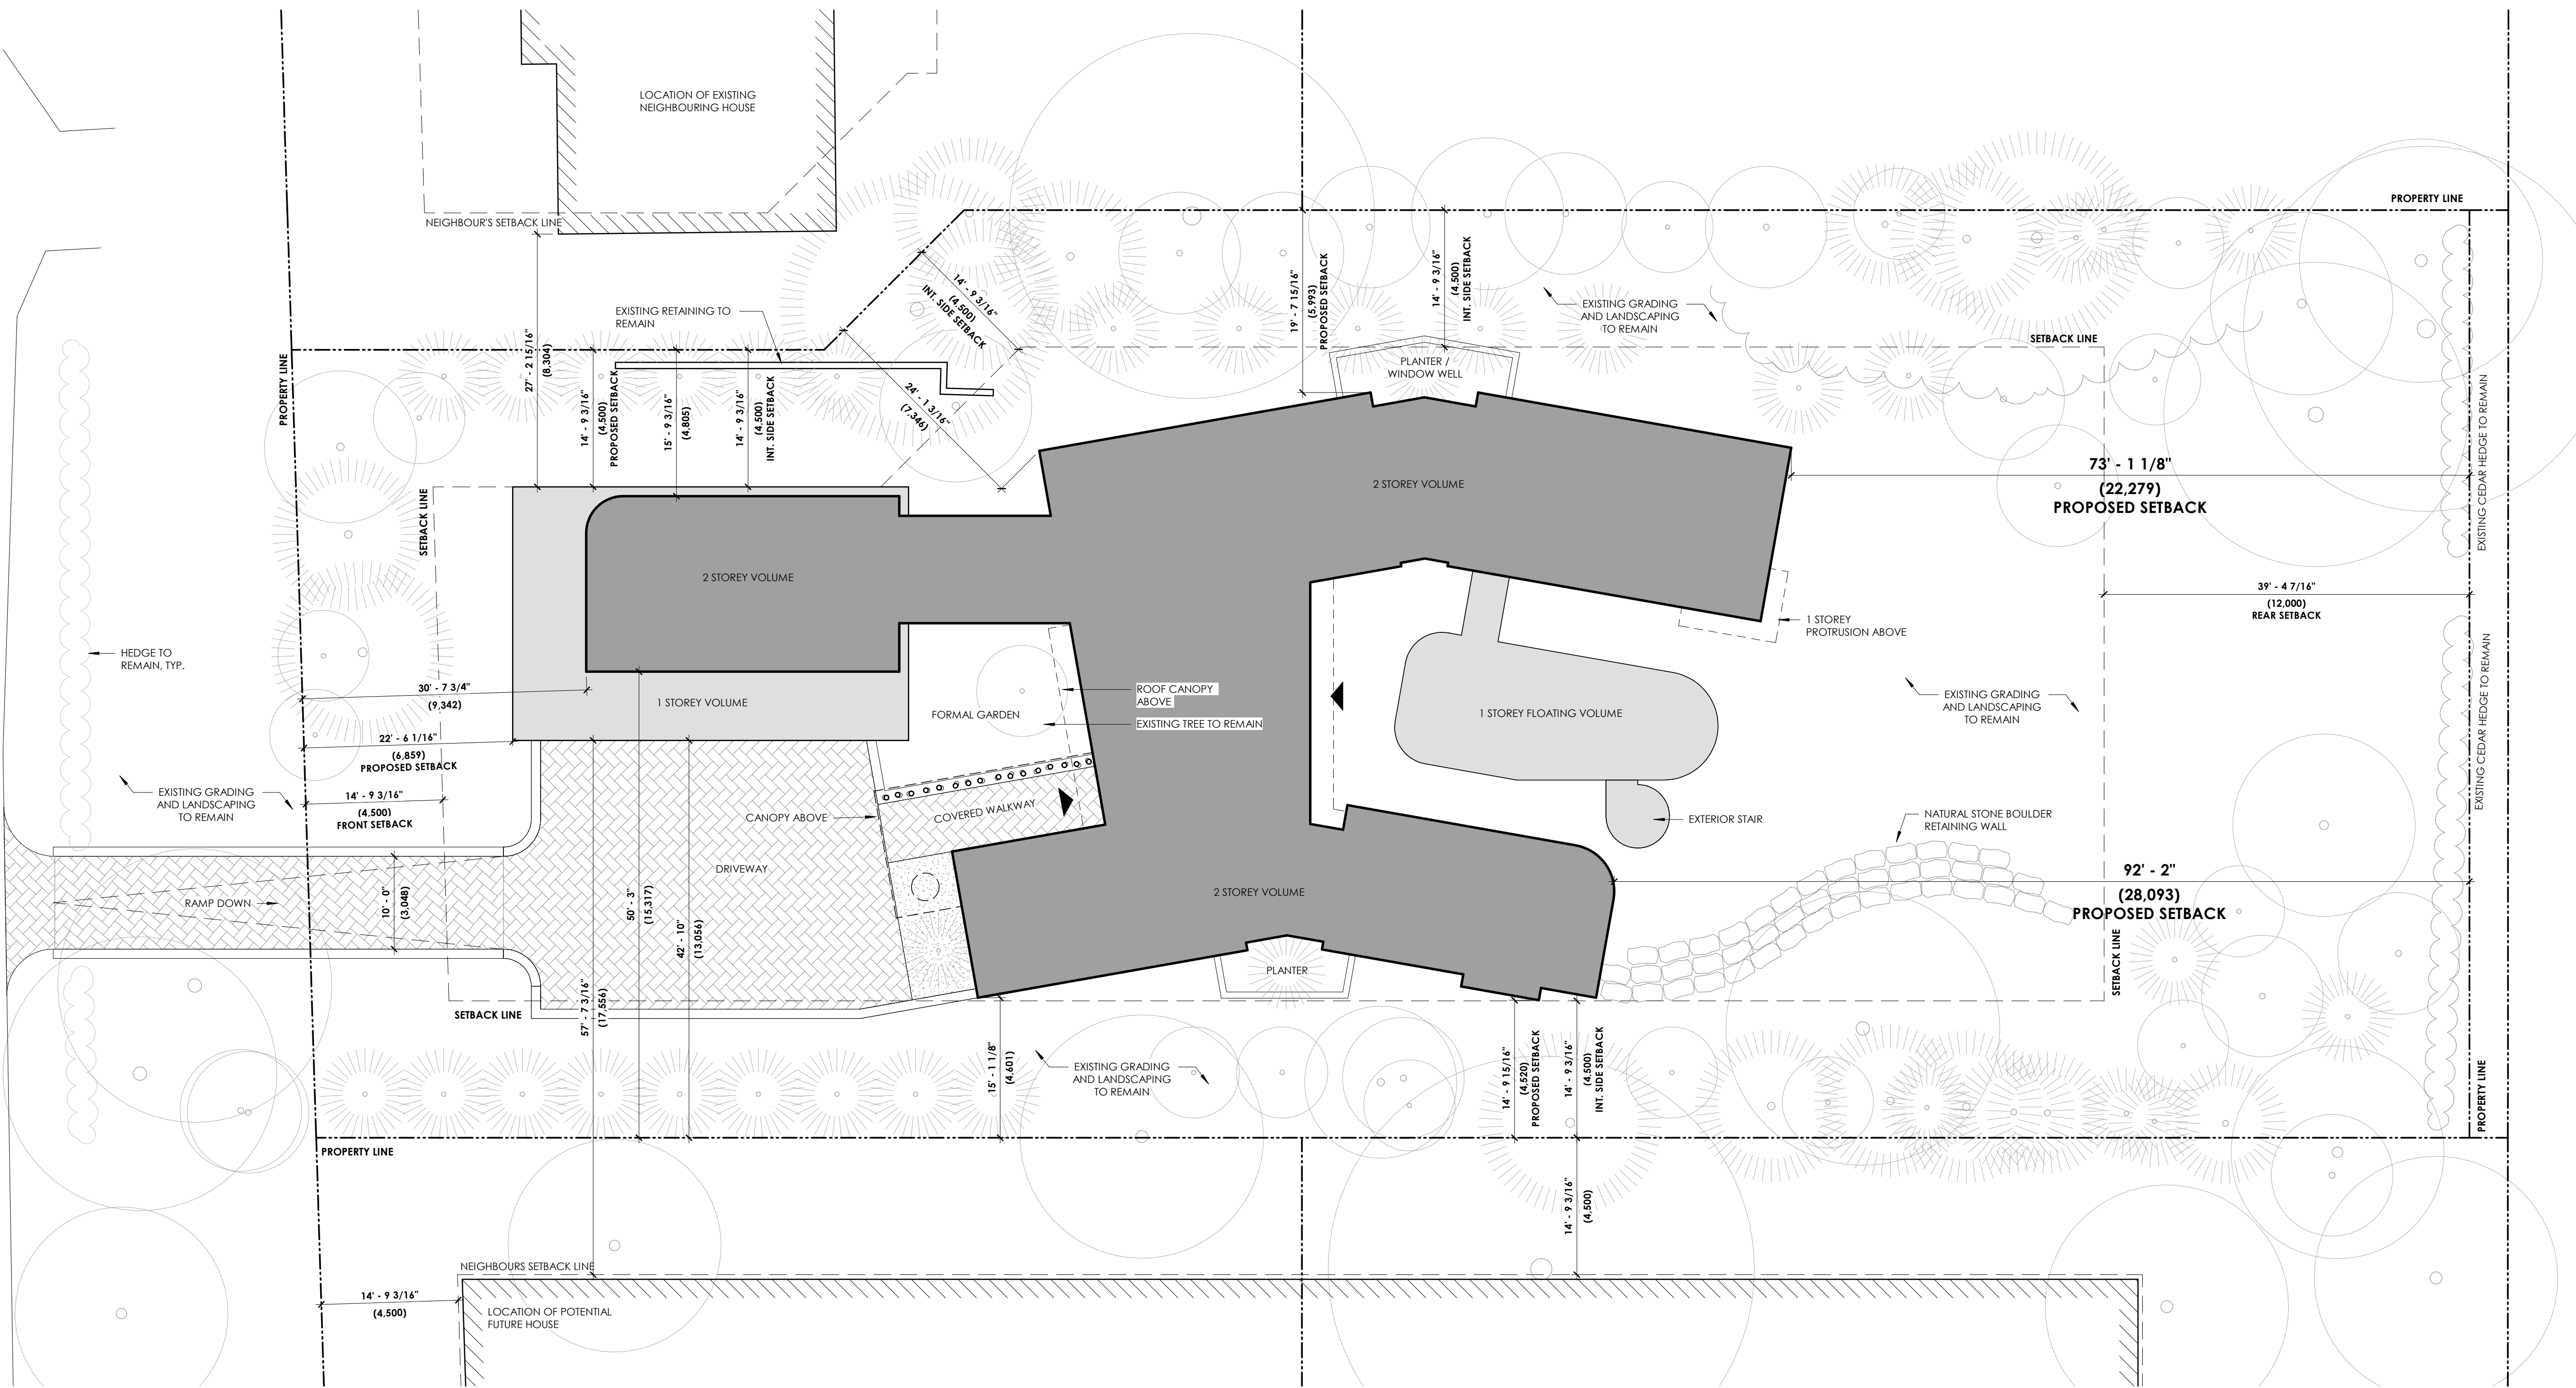 LOCATION OF EXISTING
NEIGHBOURING HOUSE
NEIGHBOUR'S SETBACK LINE
PROPERTY LINE
EXISTING RETAINING TO
REMAIN
14' - 9 3/16"
(4,500)
INT. SIDE SETBACK
24' - 1 3/16"
(7,346)
19' - 7 15/16"
(5,993)
PROPOSED SETBACK
14' - 9 3/16"
(4,500)
INT. SIDE SETBACK
EXISTING GRADING
AND LANDSCAPING
TO REMAIN
SETBACK LINE
PLANTER /
WINDOW WELL
PROPERTY LINE
27' - 2 15/16"
(8,304)
14' - 9 3/16"
(4,500)
PROPOSED SETBACK
15' - 9 3/16"
(4,805)
14' - 9 3/16"
(4,500)
INT. SIDE SETBACK
EXISTING CEDAR HEDGE TO REMAIN
2 STOREY VOLUME
73' - 1 1/8"
(22,279)
PROPOSED SETBACK
SETBACK LINE
2 STOREY VOLUME
39' - 4 7/16"
(12,000)
REAR SETBACK
1 STOREY
PROTRUSION ABOVE
HEDGE TO
REMAIN, TYP.
30' - 7 3/4"
(9,342)
1 STOREY VOLUME
FORMAL GARDEN
ROOF CANOPY
ABOVE
EXISTING TREE TO REMAIN
1 STOREY FLOATING VOLUME
EXISTING GRADING
AND LANDSCAPING
TO REMAIN
EXISTING CEDAR HEDGE TO REMAIN
22' - 6 1/16"
(6,859)
PROPOSED SETBACK
EXISTING GRADING
AND LANDSCAPING
TO REMAIN
14' - 9 3/16"
(4,500)
FRONT SETBACK
CANOPY ABOVE
COVERED WALKWAY
EXTERIOR STAIR
NATURAL STONE BOULDER
RETAINING WALL
DRIVEWAY
92' - 2"
(28,093)
PROPOSED SETBACK
2 STOREY VOLUME
RAMP DOWN
10' - 0"
(3,048)
50' - 3"
(15,317)
42' - 10"
(13,056)
57' - 7 3/16"
(17,556)
PLANTER
SETBACK LINE
SETBACK LINE
15' - 1 1/8"
(4,601)
EXISTING GRADING
AND LANDSCAPING
TO REMAIN
14' - 9 15/16"
(4,520)
PROPOSED SETBACK
14' - 9 3/16"
(4,500)
INT. SIDE SETBACK
PROPERTY LINE
PROPERTY LINE
14' - 9 3/16"
(4,500)
NEIGHBOURS SETBACK LINE
14' - 9 3/16"
(4,500)
LOCATION OF POTENTIAL
FUTURE HOUSE